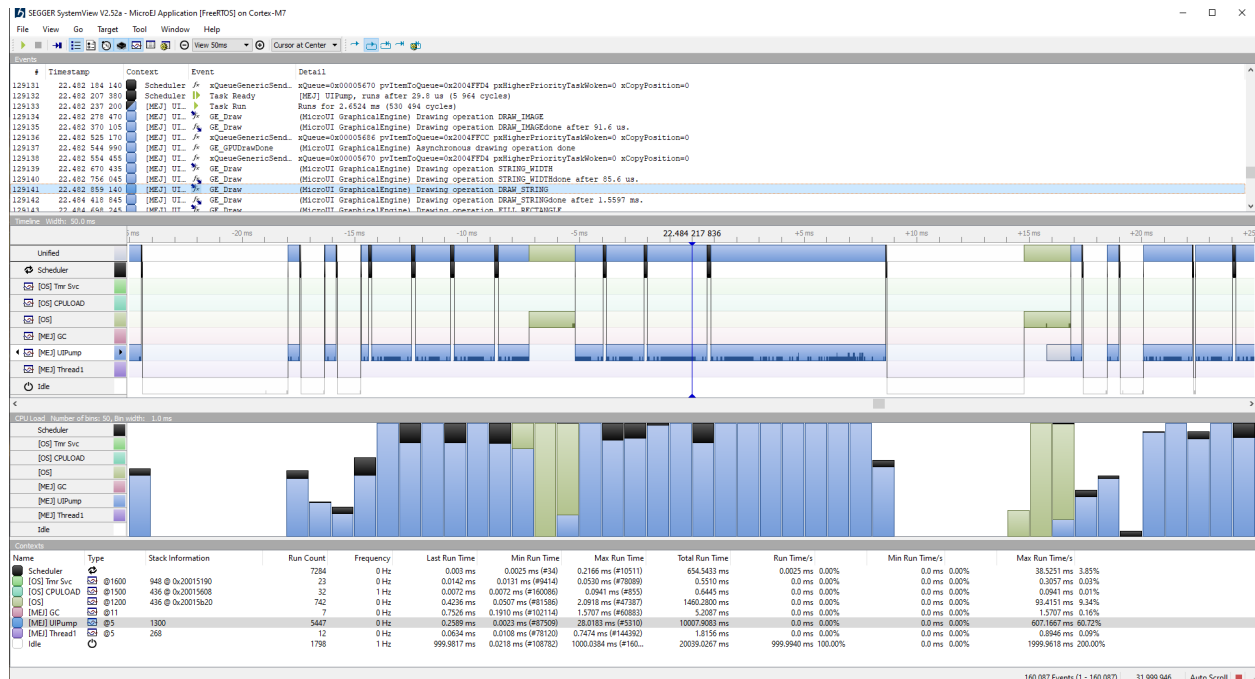 SEGGER SystemView V2.52a - MicroEJ Application [FreeRTOS] on Cortex-M7
File View Go Target Tool Window Help
View 50ms Cursor at Center
Events
# Timestamp Context Event Detail
129131 22.482 184 140 Scheduler xQueueGenericSend… xQueue=0x00005670 pvItemToQueue=0x2004FFD4 pxHigherPriorityTaskWoken=0 xCopyPosition=0
129132 22.482 207 380 Scheduler Task Ready [MEJ] UIPump, runs after 29.8 us (5 964 cycles)
129133 22.482 237 200 [MEJ] UI… Task Run Runs for 2.6524 ms (530 494 cycles)
129134 22.482 278 470 [MEJ] UI… GE_Draw (MicroUI GraphicalEngine) Drawing operation DRAW_IMAGE
129135 22.482 370 105 [MEJ] UI… GE_Draw (MicroUI GraphicalEngine) Drawing operation DRAW_IMAGEdone after 91.6 us.
129136 22.482 525 170 [MEJ] UI… xQueueGenericSend… xQueue=0x00005686 pvItemToQueue=0x2004FFCC pxHigherPriorityTaskWoken=0 xCopyPosition=0
129137 22.482 544 990 [MEJ] UI… GE_GPUDrawDone (MicroUI GraphicalEngine) Asynchronous drawing operation done
129138 22.482 554 455 [MEJ] UI… xQueueGenericSend… xQueue=0x00005670 pvItemToQueue=0x2004FFD4 pxHigherPriorityTaskWoken=0 xCopyPosition=0
129139 22.482 670 435 [MEJ] UI… GE_Draw (MicroUI GraphicalEngine) Drawing operation STRING_WIDTH
129140 22.482 756 045 [MEJ] UI… GE_Draw (MicroUI GraphicalEngine) Drawing operation STRING_WIDTHdone after 85.6 us.
129141 22.482 859 140 [MEJ] UI… GE_Draw (MicroUI GraphicalEngine) Drawing operation DRAW_STRING
129142 22.484 418 845 [MEJ] UI… GE_Draw (MicroUI GraphicalEngine) Drawing operation DRAW_STRINGdone after 1.5597 ms.
129143 22.484 698 745 [MEJ] UI… GE_Draw (MicroUI GraphicalEngine) Drawing operation FILL_RECTANGLE
Timeline Width: 50.0 ms
ms -20 ms -15 ms -10 ms -5 ms 22.484 217 836 +5 ms +10 ms +15 ms +20 ms +25
Unified
Scheduler
[OS] Tmr Svc
[OS] CPULOAD
[OS]
[MEJ] GC
[MEJ] UIPump
[MEJ] Thread1
Idle
CPU Load Number of bins: 50, Bin width: 1.0 ms
Scheduler
[OS] Tmr Svc
[OS] CPULOAD
[OS]
[MEJ] GC
[MEJ] UIPump
[MEJ] Thread1
Idle
Contexts
Name Type Stack Information Run Count Frequency Last Run Time Min Run Time Max Run Time Total Run Time Run Time/s Min Run Time/s Max Run Time/s
Scheduler 7284 0 Hz 0.003 ms 0.0025 ms (#34) 0.2166 ms (#10511) 654.5433 ms 0.0025 ms 0.00% 0.0 ms 0.00% 38.5251 ms 3.85%
[OS] Tmr Svc @1600 948 @ 0x20015190 23 0 Hz 0.0142 ms 0.0131 ms (#9414) 0.0530 ms (#78089) 0.5510 ms 0.0 ms 0.00% 0.0 ms 0.00% 0.3057 ms 0.03%
[OS] CPULOAD @1500 436 @ 0x20015608 32 1 Hz 0.0072 ms 0.0072 ms (#160086) 0.0941 ms (#855) 0.6445 ms 0.0 ms 0.00% 0.0 ms 0.00% 0.0941 ms 0.01%
[OS] @1200 436 @ 0x20015b20 742 0 Hz 0.4236 ms 0.0507 ms (#81586) 2.0918 ms (#47387) 1460.2800 ms 0.0 ms 0.00% 0.0 ms 0.00% 93.4151 ms 9.34%
[MEJ] GC @11 7 0 Hz 0.7526 ms 0.1910 ms (#102114) 1.5707 ms (#60883) 5.2087 ms 0.0 ms 0.00% 0.0 ms 0.00% 1.5707 ms 0.16%
[MEJ] UIPump @5 1300 5447 0 Hz 0.2589 ms 0.0023 ms (#87509) 28.0183 ms (#5310) 10007.9083 ms 0.0 ms 0.00% 0.0 ms 0.00% 607.1667 ms 60.72%
[MEJ] Thread1 @5 268 12 0 Hz 0.0634 ms 0.0108 ms (#78120) 0.7474 ms (#144392) 1.8156 ms 0.0 ms 0.00% 0.0 ms 0.00% 0.8946 ms 0.09%
Idle 1798 1 Hz 999.9817 ms 0.0218 ms (#108782) 1000.0384 ms (#160… 20039.0267 ms 999.9940 ms 100.00% 0.0 ms 0.00% 1999.9618 ms 200.00%
160 087 Events (1 - 160 087) 31.999 946 Auto Scroll